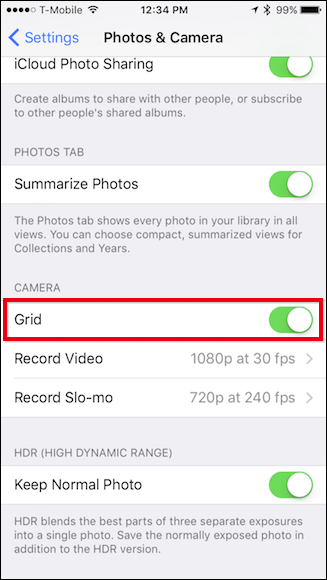 T-Mobile 12:34 PM 99%
Settings Photos & Camera
iCloud Photo Sharing
Create albums to share with other people, or subscribe
to other people's shared albums.
PHOTOS TAB
Summarize Photos
The Photos tab shows every photo in your library in all
views. You can choose compact, summarized views for
Collections and Years.
CAMERA
Grid
Record Video 1080p at 30 fps
Record Slo-mo 720p at 240 fps
HDR (HIGH DYNAMIC RANGE)
Keep Normal Photo
HDR blends the best parts of three separate exposures
into a single photo. Save the normally exposed photo in
addition to the HDR version.